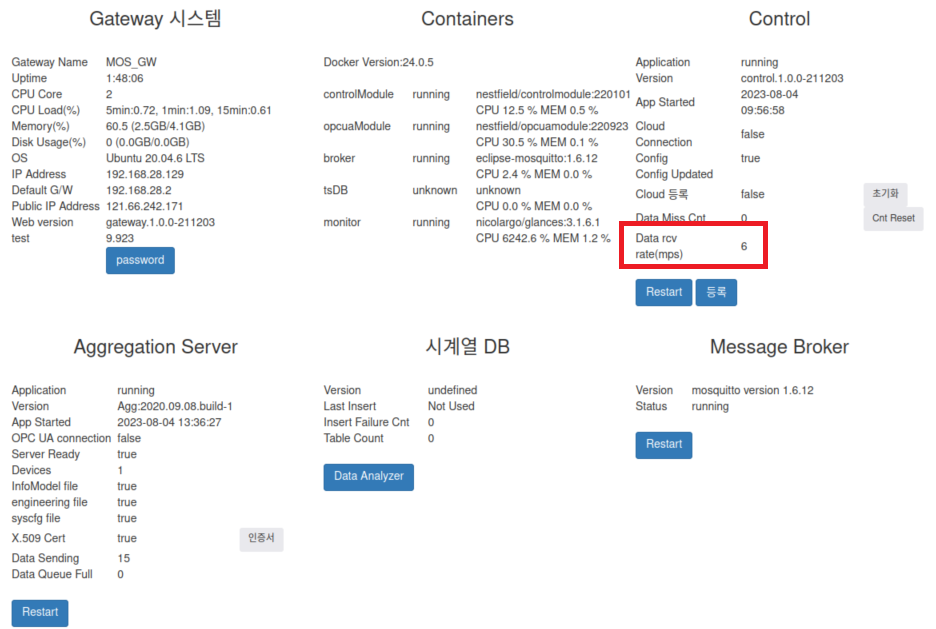 Gateway 시스템
Gateway Name MOS_GW
Uptime 1:48:06
CPU Core 2
CPU Load(%) 5min:0.72, 1min:1.09, 15min:0.61
Memory(%) 60.5 (2.5GB/4.1GB)
Disk Usage(%) 0 (0.0GB/0.0GB)
OS Ubuntu 20.04.6 LTS
IP Address 192.168.28.129
Default G/W 192.168.28.2
Public IP Address 121.66.242.171
Web version gateway.1.0.0-211203
test 9.923
password
Containers
Docker Version:24.0.5
controlModule running nestfield/controlmodule:220101
CPU 12.5 % MEM 0.5 %
opcuaModule running nestfield/opcuamodule:220923
CPU 30.5 % MEM 0.1 %
broker running eclipse-mosquitto:1.6.12
CPU 2.4 % MEM 0.0 %
tsDB unknown unknown
CPU 0.0 % MEM 0.0 %
monitor running nicolargo/glances:3.1.6.1
CPU 6242.6 % MEM 1.2 %
Control
Application running
Version control.1.0.0-211203
App Started 2023-08-04
09:56:58
Cloud
Connection false
Config true
Config Updated
Cloud 등록 false 초기화
Data Miss Cnt 0 Cnt Reset
Data rcv
rate(mps) 6
Restart 등록
Aggregation Server
Application running
Version Agg:2020.09.08.build-1
App Started 2023-08-04 13:36:27
OPC UA connection false
Server Ready true
Devices 1
InfoModel file true
engineering file true
syscfg file true
X.509 Cert true 인증서
Data Sending 15
Data Queue Full 0
Restart
시계열 DB
Version undefined
Last Insert Not Used
Insert Failure Cnt 0
Table Count 0
Data Analyzer
Message Broker
Version mosquitto version 1.6.12
Status running
Restart